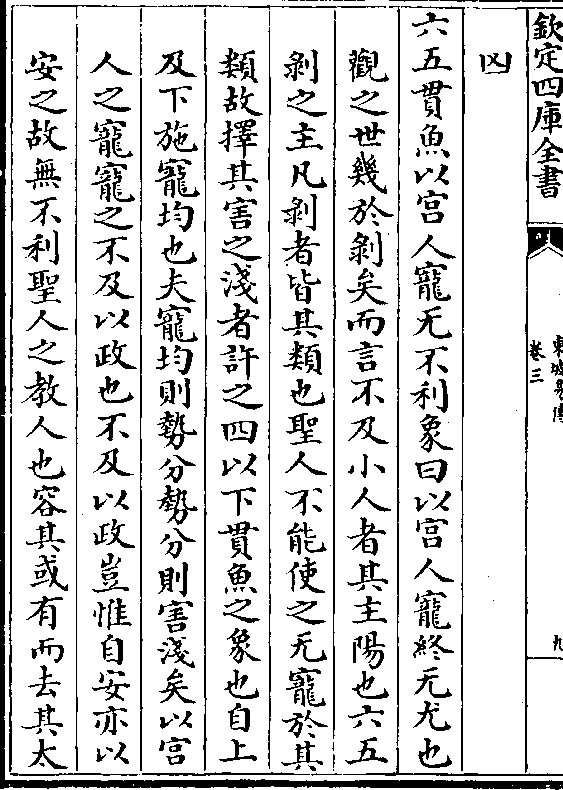 欽定四庫全書
東坡易傳
卷三
九
凶
六五貫魚以宫人寵无不利象曰以宫人寵終无尤也
觀之世幾於剝矣而言不及小人者其主陽也六五
剝之主凡剝者皆其類也聖人不能使之无寵於其
類故擇其害之淺者許之四以下貫魚之象也自上
及下施寵均也夫寵均則勢分勢分則害淺矣以宫
人之寵寵之不及以政也不及以政豈惟自安亦以
安之故無不利聖人之教人也容其或有而去其太